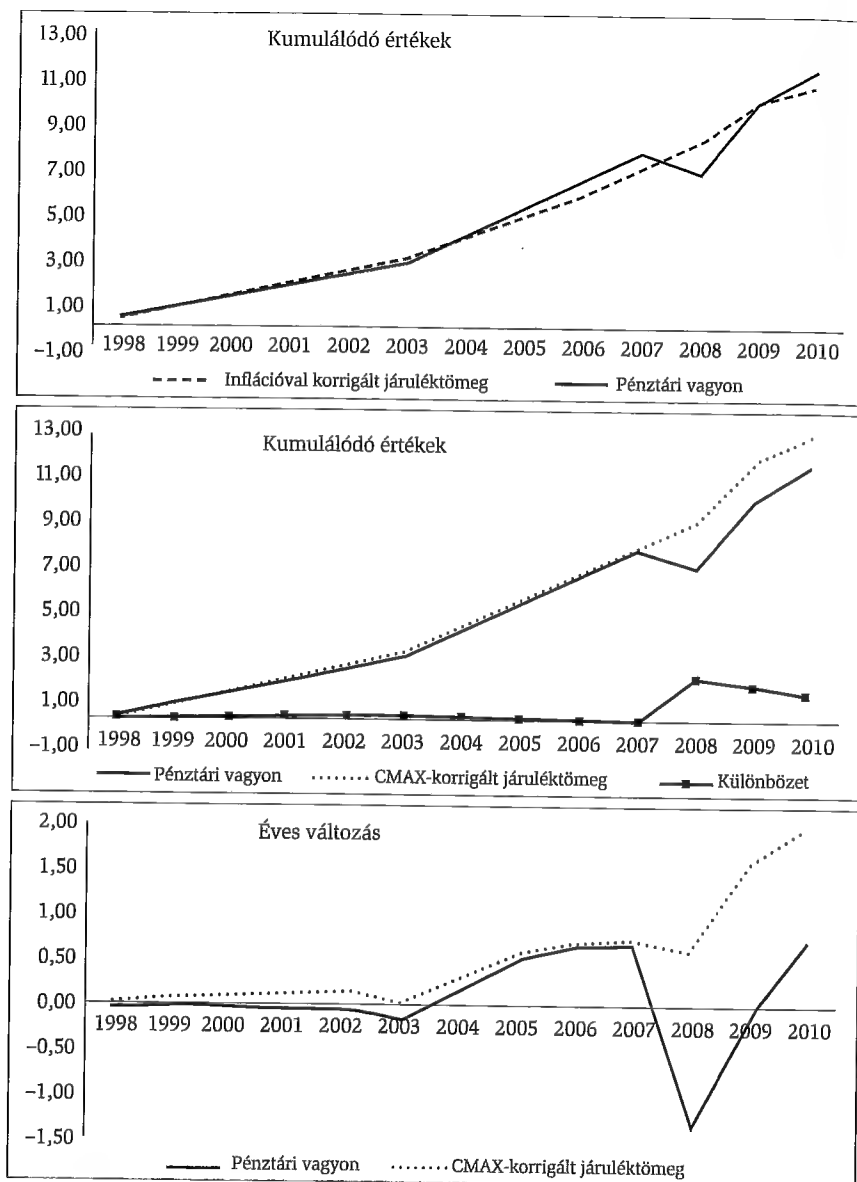 Kumulálódó értékek
13,00
11,00
9,00
7,00
5,00
3,00
1,00
–1,00
1998 1999 2000 2001 2002 2003 2004 2005 2006 2007 2008 2009 2010
Inflációval korrigált járuléktömeg Pénztári vagyon
Kumulálódó értékek
13,00
11,00
9,00
7,00
5,00
3,00
1,00
–1,00
1998 1999 2000 2001 2002 2003 2004 2005 2006 2007 2008 2009 2010
Pénztári vagyon CMAX-korrigált járuléktömeg Különbözet
Éves változás
2,00
1,50
1,00
0,50
0,00
–0,50
–1,00
–1,50
1998 1999 2000 2001 2002 2003 2004 2005 2006 2007 2008 2009 2010
Pénztári vagyon CMAX-korrigált járuléktömeg